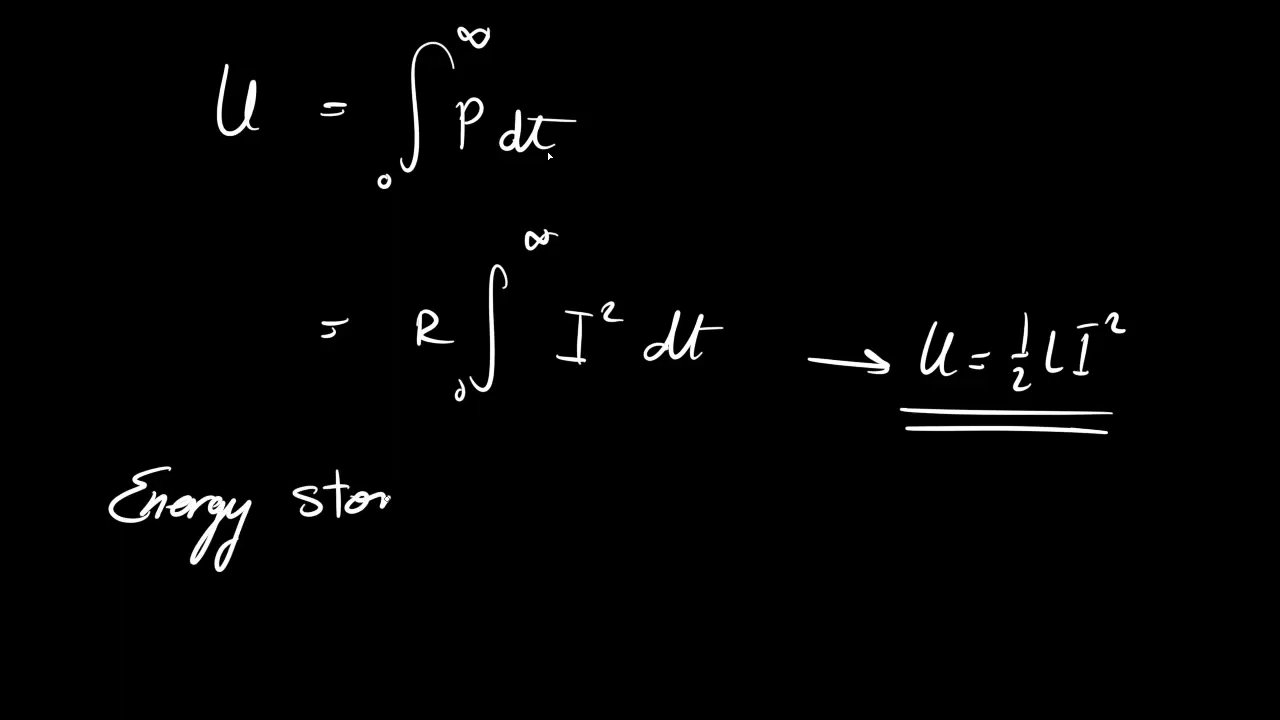 U = ∫₀^∞ P dt
= R ∫₀^∞ I² dt → U = ½ L I²
Energy stor